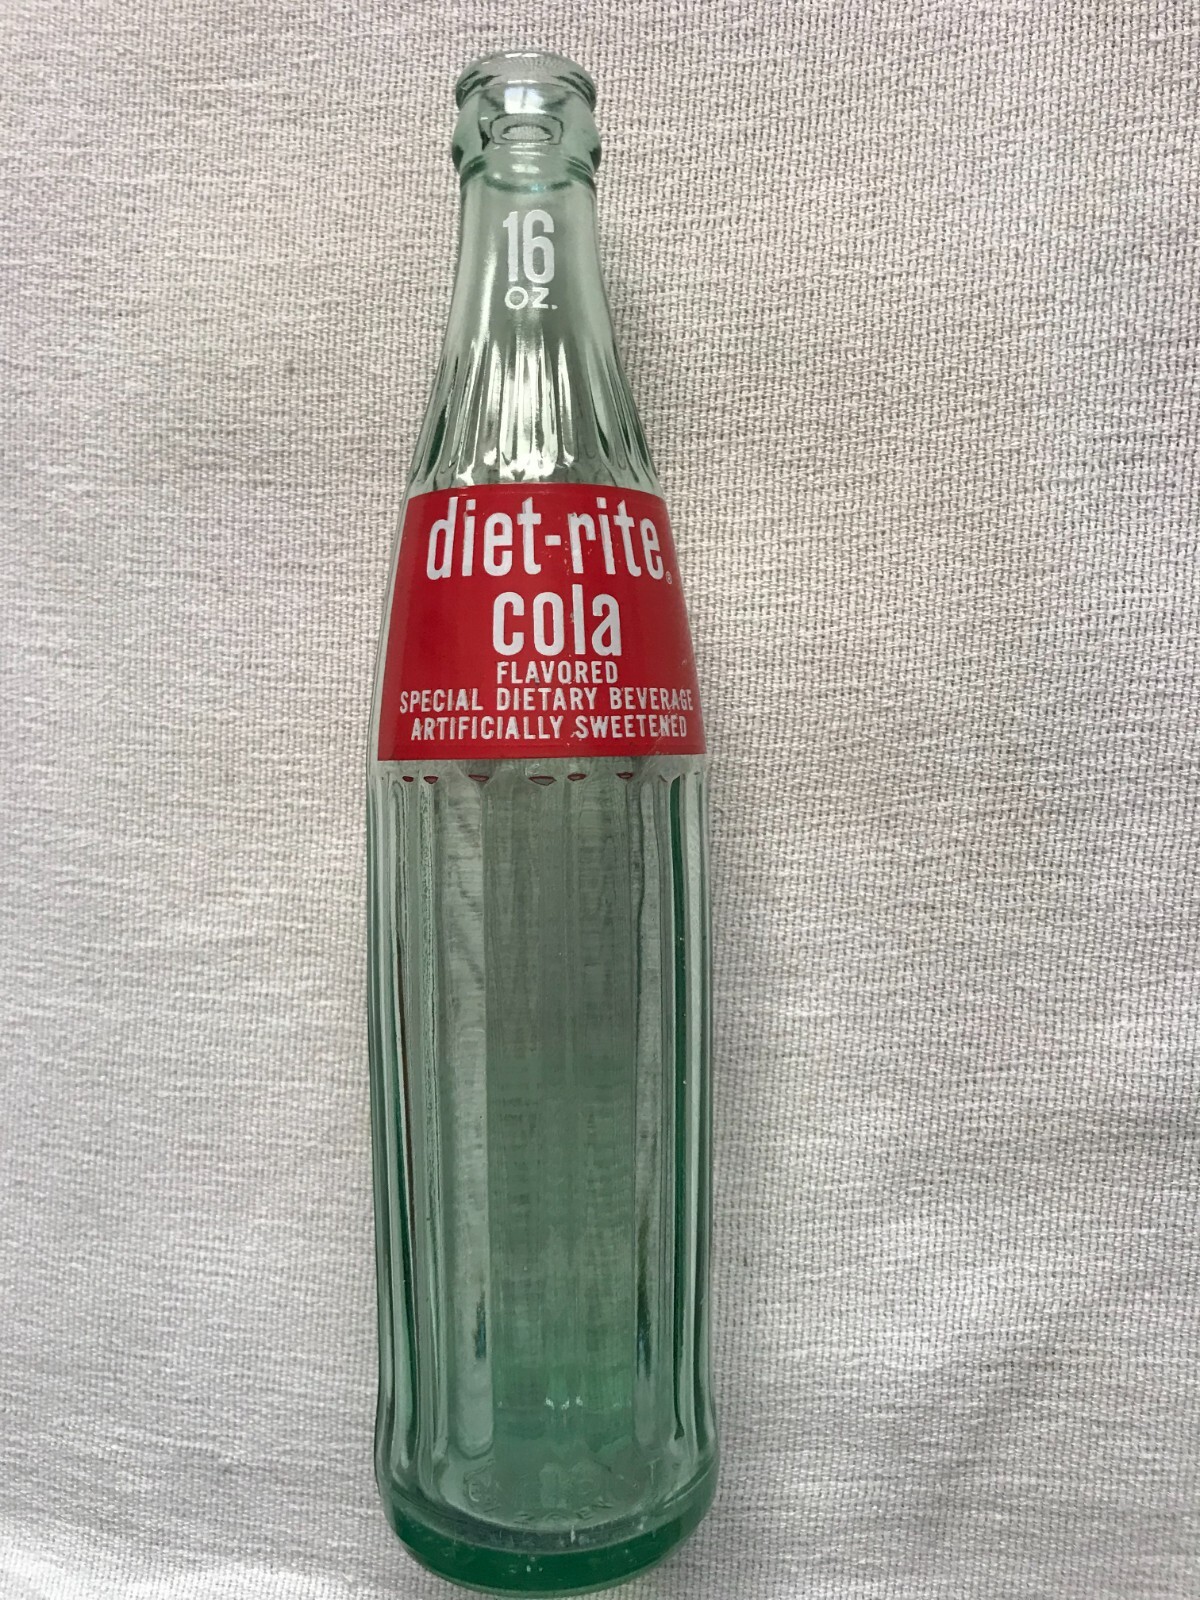 16
OZ.
diet-rite®
cola
FLAVORED
SPECIAL DIETARY BEVERAGE
ARTIFICIALLY SWEETENED